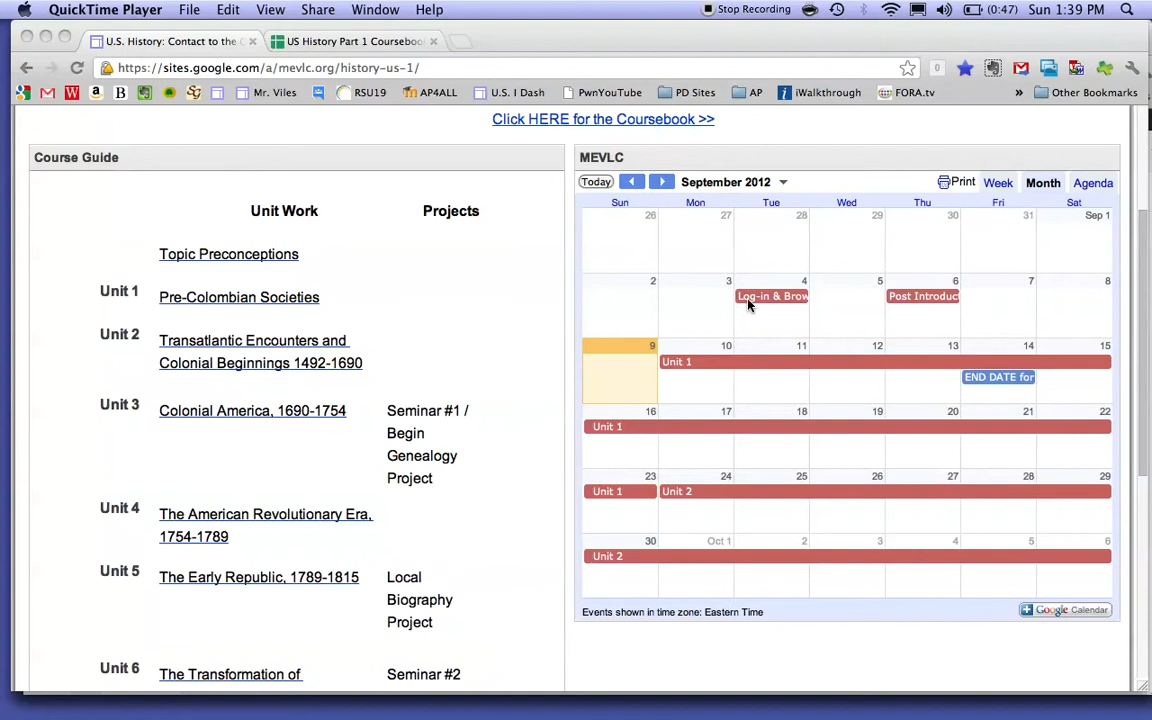 QuickTime Player File Edit View Share Window Help Stop Recording (0:47) Sun 1:39 PM
U.S. History: Contact to the US History Part 1 Courseboo
https://sites.google.com/a/mevlc.org/history-us-1/
Mr. Viles RSU19 AP4ALL U.S. I Dash PwnYouTube PD Sites AP iWalkthrough FORA.tv » Other Bookmarks
Click HERE for the Coursebook >>
Course Guide
Unit Work Projects
Topic Preconceptions
Unit 1 Pre-Colombian Societies
Unit 2 Transatlantic Encounters and
Colonial Beginnings 1492-1690
Unit 3 Colonial America, 1690-1754 Seminar #1 /
Begin
Genealogy
Project
Unit 4 The American Revolutionary Era,
1754-1789
Unit 5 The Early Republic, 1789-1815 Local
Biography
Project
Unit 6 The Transformation of Seminar #2
MEVLC
Today September 2012 Print Week Month Agenda
Sun Mon Tue Wed Thu Fri Sat
26 27 28 29 30 31 Sep 1
2 3 4 5 6 7 8
Log-in & Brow Post Introduct
9 10 11 12 13 14 15
Unit 1
END DATE for
16 17 18 19 20 21 22
Unit 1
23 24 25 26 27 28 29
Unit 1 Unit 2
30 Oct 1 2 3 4 5 6
Unit 2
Events shown in time zone: Eastern Time Google Calendar